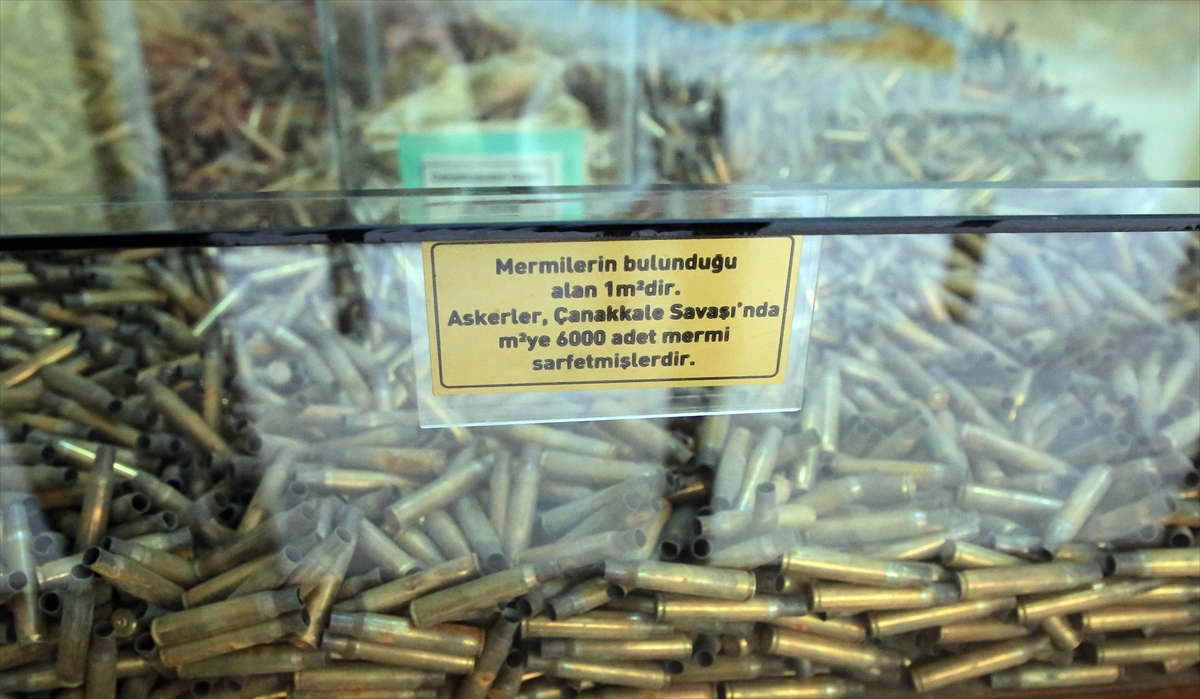 Mermilerin bulunduğu
alan 1m²dir.
Askerler, Çanakkale Savaşı'nda
m²ye 6000 adet mermi
sarfetmişlerdir.